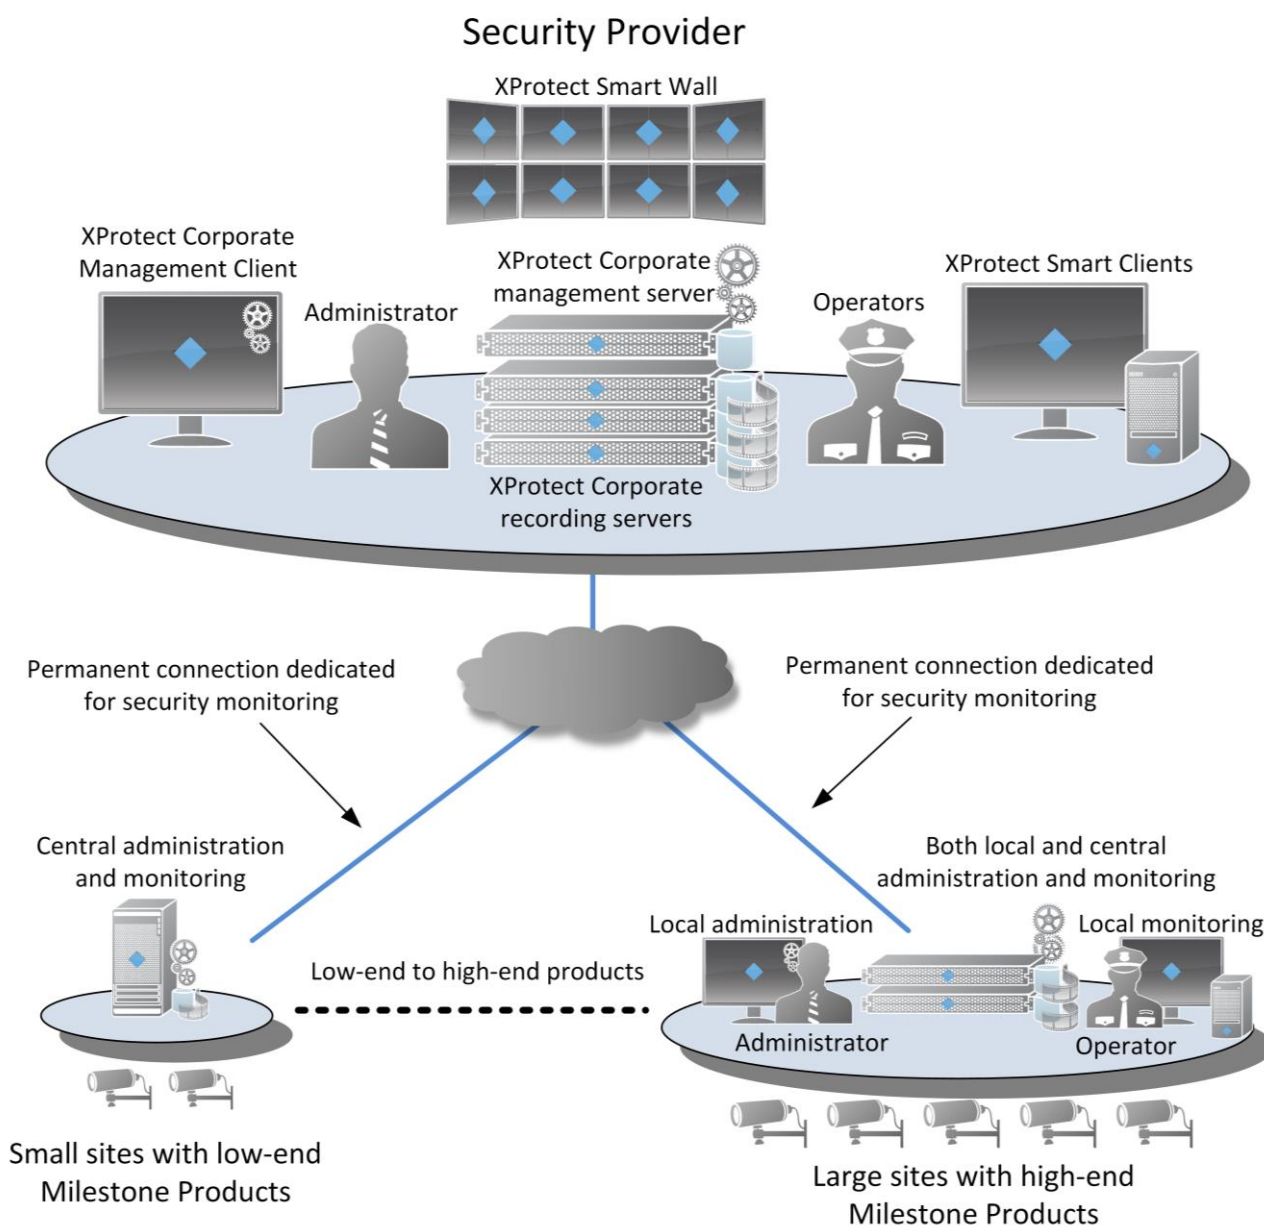 Security Provider
XProtect Smart Wall
XProtect Corporate
Management Client
Administrator
XProtect Corporate
management server
Operators
XProtect Smart Clients
XProtect Corporate
recording servers
Permanent connection dedicated
for security monitoring
Permanent connection dedicated
for security monitoring
Central administration
and monitoring
Both local and central
administration and monitoring
Local administration
Local monitoring
Low-end to high-end products
Administrator
Operator
Small sites with low-end
Milestone Products
Large sites with high-end
Milestone Products